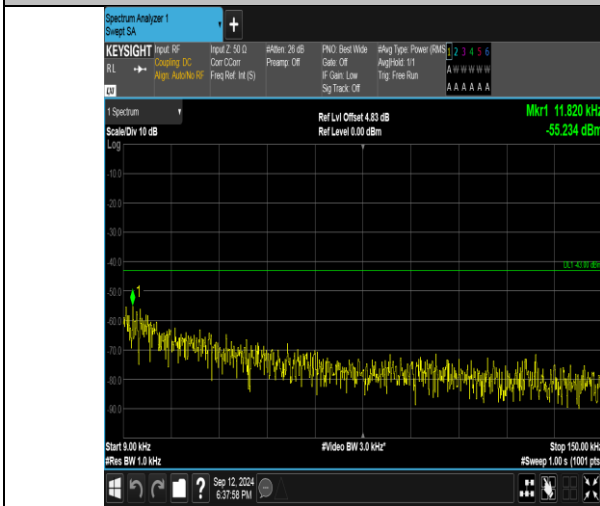 Spectrum Analyzer 1
Swept SA
+
KEYSIGHT Input: RF Input Z: 50 Ω #Atten: 26 dB PNO: Best Wide #Avg Type: Power (RMS 1 2 3 4 5 6
RL Coupling: DC Corr CCorr Preamp: Off Gate: Off Avg|Hold: 1/1 A W W W W W
Align: Auto/No RF Freq Ref: Int (S) IF Gain: Low Trig: Free Run
Sig Track: Off A A A A A A
1 Spectrum Ref Lvl Offset 4.83 dB Mkr1 11.820 kHz
Scale/Div 10 dB Ref Level 0.00 dBm -55.234 dBm
Log
-10.0
-20.0
-30.0
-40.0
DL1 -43.00 dBm
-50.0
1
-60.0
-70.0
-80.0
-90.0
Start 9.00 kHz #Video BW 3.0 kHz* Stop 150.00 kHz
#Res BW 1.0 kHz #Sweep 1.00 s (1001 pts
? Sep 12, 2024
6:37:58 PM